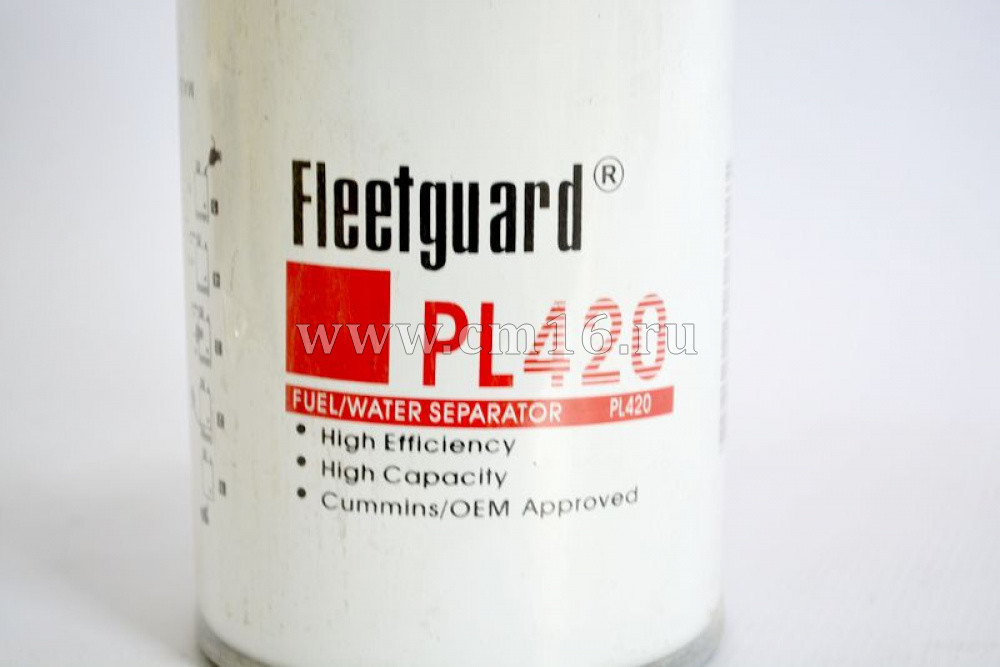 Fleetguard®
PL420
www.cm16.ru
FUEL/WATER SEPARATOR PL420
• High Efficiency
• High Capacity
• Cummins/OEM Approved